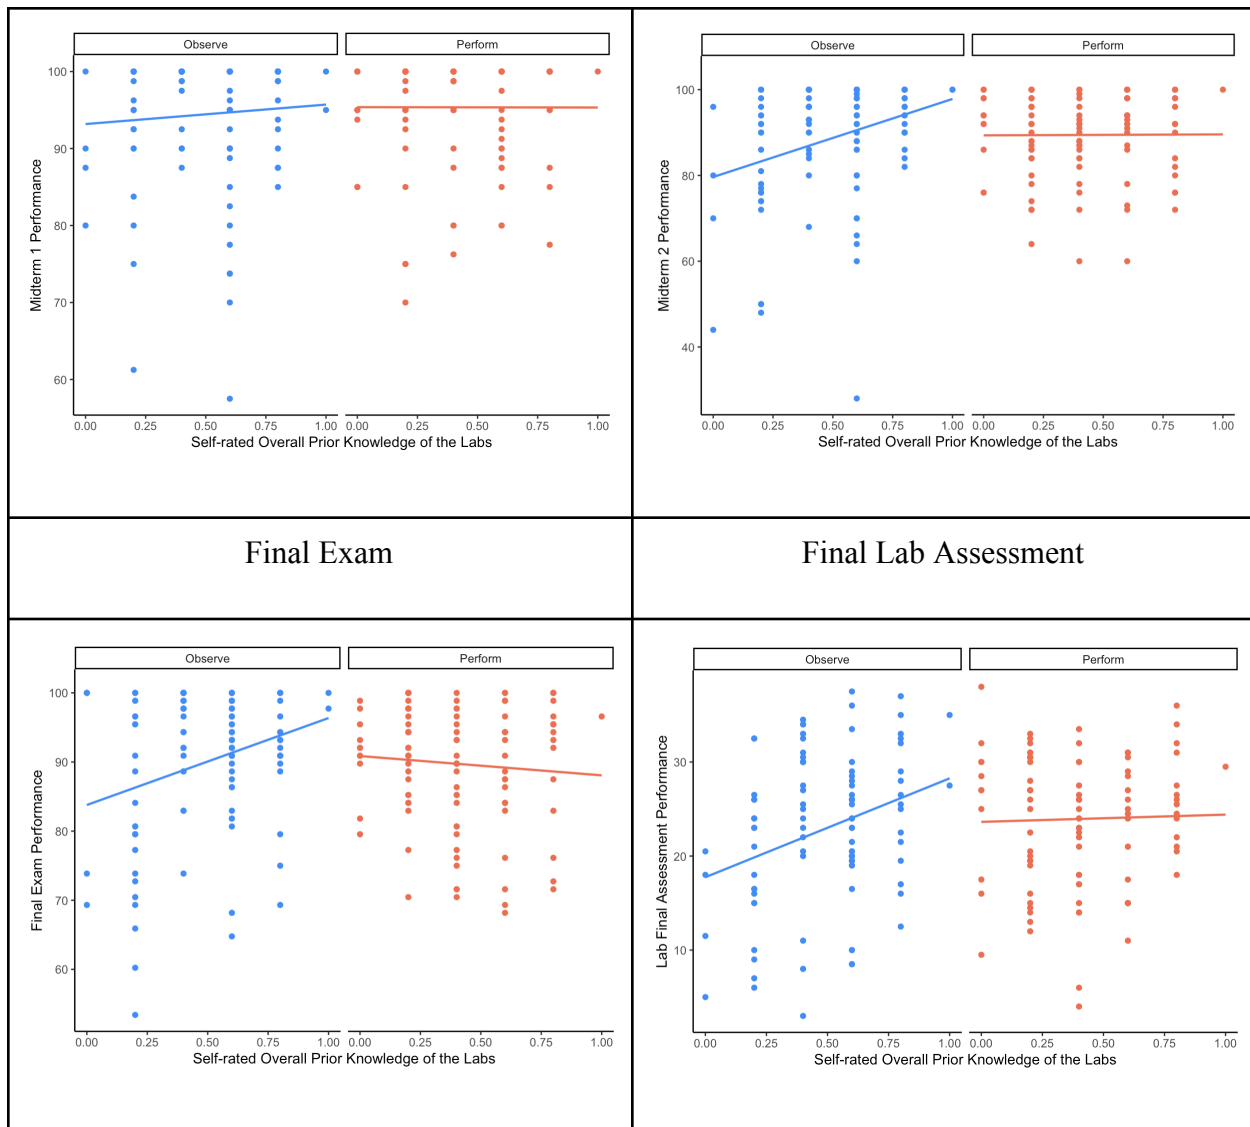 Observe
Perform
100
90
80
70
60
Midterm 1 Performance
0.00 0.25 0.50 0.75 1.00 0.00 0.25 0.50 0.75 1.00
Self-rated Overall Prior Knowledge of the Labs
Observe
Perform
100
80
60
40
Midterm 2 Performance
0.00 0.25 0.50 0.75 1.00 0.00 0.25 0.50 0.75 1.00
Self-rated Overall Prior Knowledge of the Labs
Final Exam
Final Lab Assessment
Observe
Perform
100
90
80
70
60
Final Exam Performance
0.00 0.25 0.50 0.75 1.00 0.00 0.25 0.50 0.75 1.00
Self-rated Overall Prior Knowledge of the Labs
Observe
Perform
30
20
10
Lab Final Assessment Performance
0.00 0.25 0.50 0.75 1.00 0.00 0.25 0.50 0.75 1.00
Self-rated Overall Prior Knowledge of the Labs